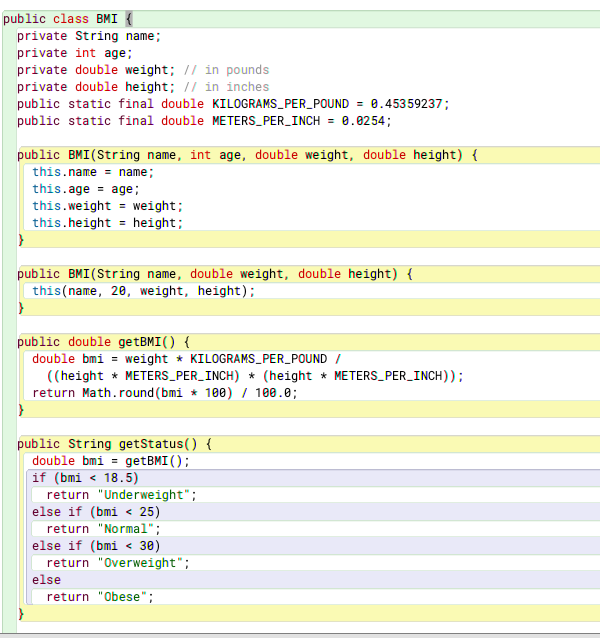 public class BMI {
private String name;
private int age;
private double weight; // in pounds
private double height; // in inches
public static final double KILOGRAMS_PER_POUND = 0.45359237;
public static final double METERS_PER_INCH = 0.0254;
public BMI(String name, int age, double weight, double height) {
this.name = name;
this.age = age;
this.weight = weight;
this.height = height;
}
public BMI(String name, double weight, double height) {
this(name, 20, weight, height);
}
public double getBMI() {
double bmi = weight * KILOGRAMS_PER_POUND /
((height * METERS_PER_INCH) * (height * METERS_PER_INCH));
return Math.round(bmi * 100) / 100.0;
}
public String getStatus() {
double bmi = getBMI();
if (bmi < 18.5)
return "Underweight";
else if (bmi < 25)
return "Normal";
else if (bmi < 30)
return "Overweight";
else
return "Obese";
}